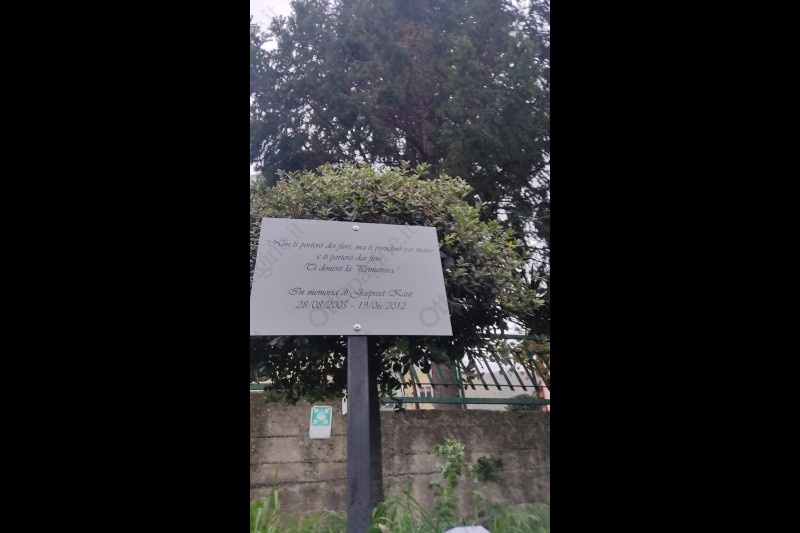 Non ti porterò dei fiori, ma ti prenderò per mano
e ti porterò dai fiori.
Ti donerò la "Primavera."
In memoria di Jaspreet Kaur
28/08/2005 - 19/06/2012